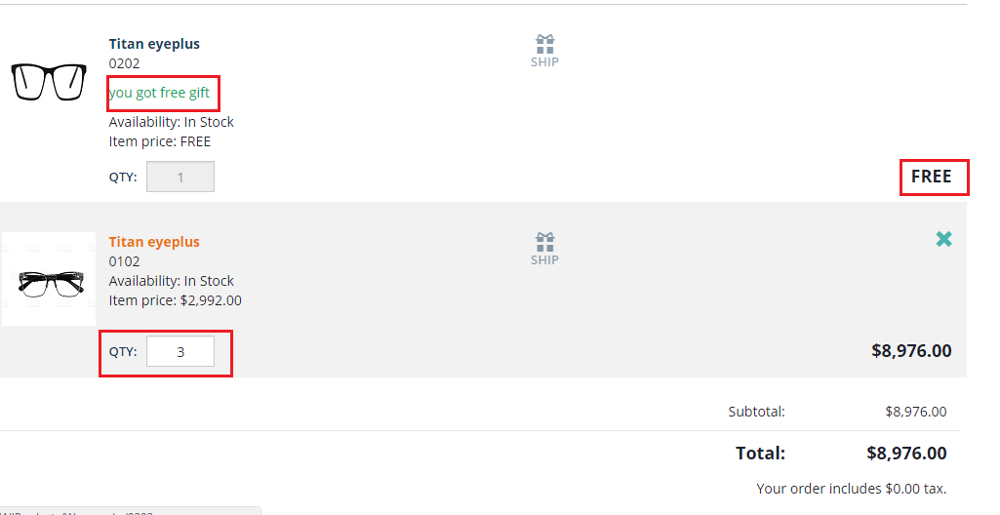 Titan eyeplus
SHIP
0202
you got free gift
Availability: In Stock
Item price: FREE
QTY: 1
FREE
Titan eyeplus
SHIP
0102
Availability: In Stock
Item price: $2,992.00
QTY: 3
$8,976.00
Subtotal: $8,976.00
Total: $8,976.00
Your order includes $0.00 tax.